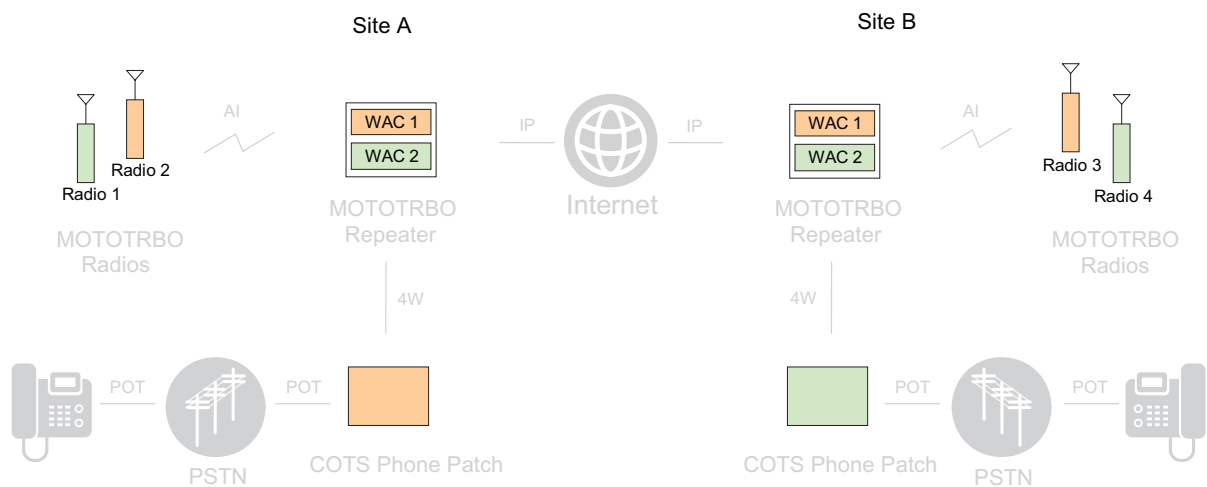 Site A
Site B
AI
WAC 1
WAC 2
IP
IP
WAC 1
WAC 2
AI
Radio 2
Radio 1
Radio 3
Radio 4
MOTOTRBO
Radios
MOTOTRBO
Repeater
Internet
MOTOTRBO
Repeater
MOTOTRBO
Radios
4W
4W
POT
POT
POT
POT
PSTN
COTS Phone Patch
COTS Phone Patch
PSTN